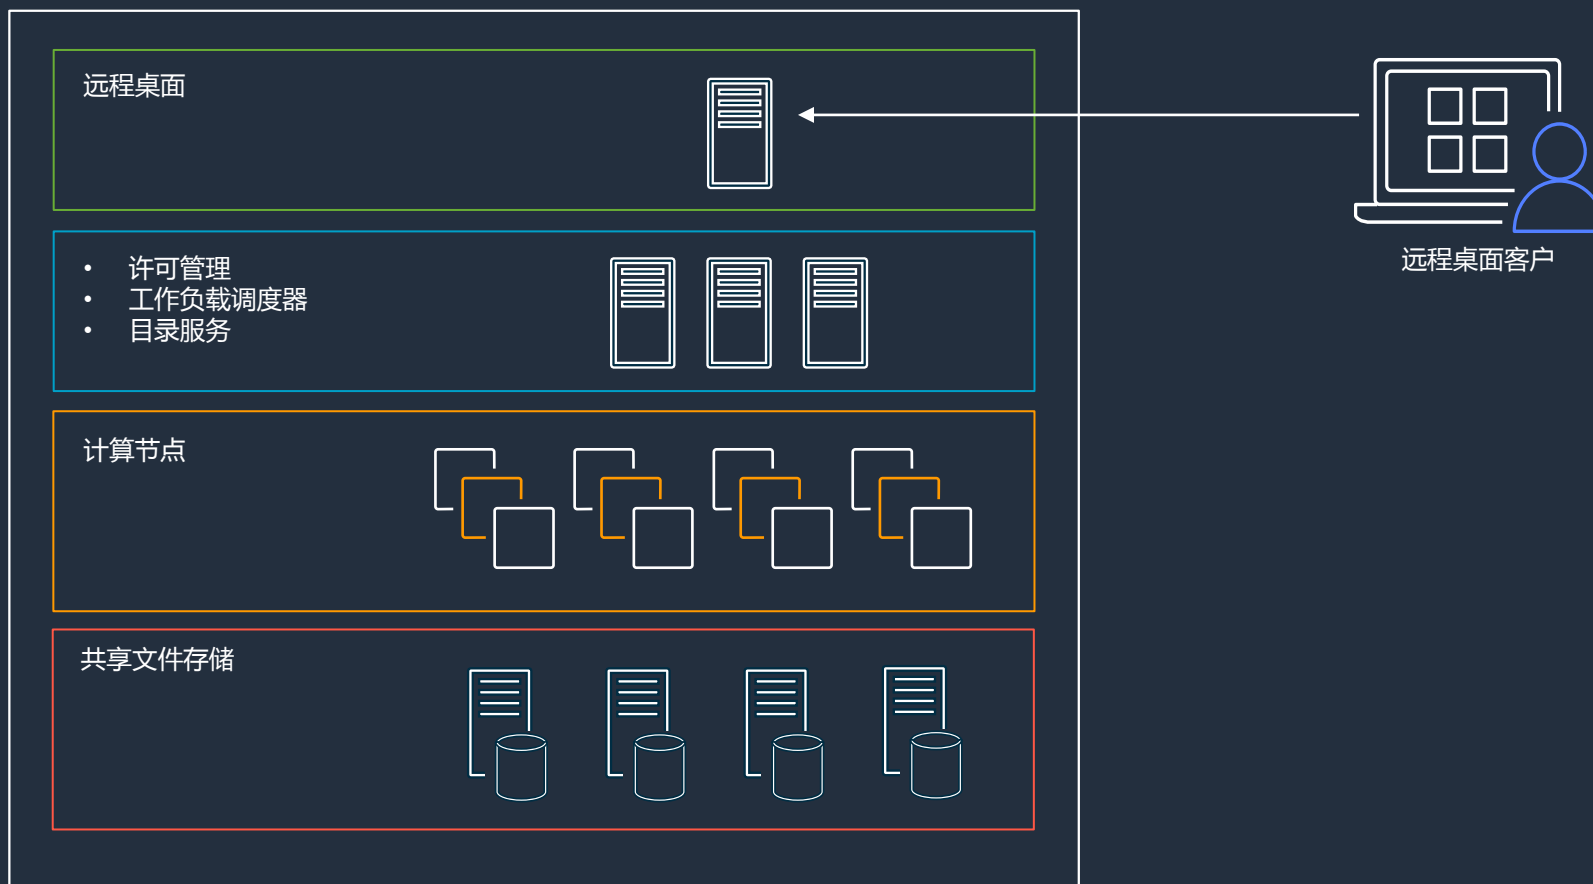 远程桌面
• 许可管理
• 工作负载调度器
• 目录服务
计算节点
共享文件存储
远程桌面客户